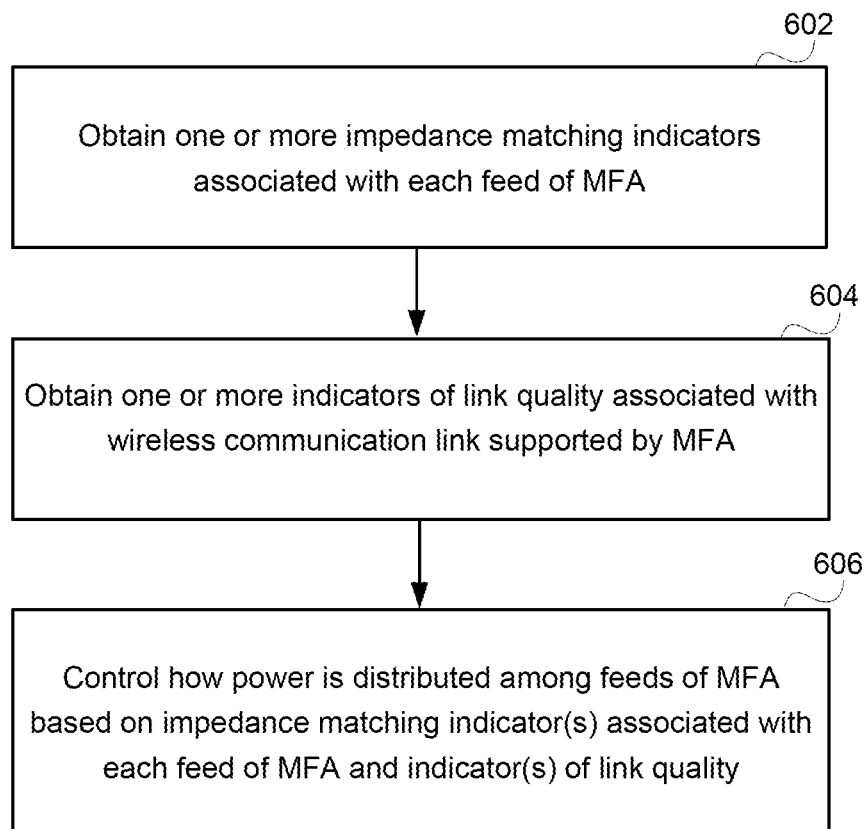 602
Obtain one or more impedance matching indicators
associated with each feed of MFA
604
Obtain one or more indicators of link quality associated with
wireless communication link supported by MFA
606
Control how power is distributed among feeds of MFA
based on impedance matching indicator(s) associated with
each feed of MFA and indicator(s) of link quality